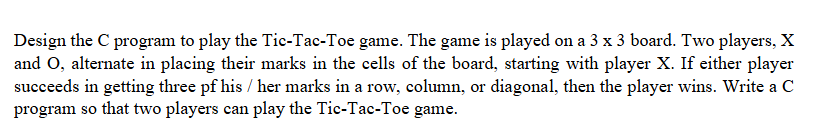 Design the C program to play the Tic-Tac-Toe game. The game is played on a 3 x 3 board. Two players, X
and O, alternate in placing their marks in the cells of the board, starting with player X. If either player
succeeds in getting three pf his / her marks in a row, column, or diagonal, then the player wins. Write a C
program so that two players can play the Tic-Tac-Toe game.